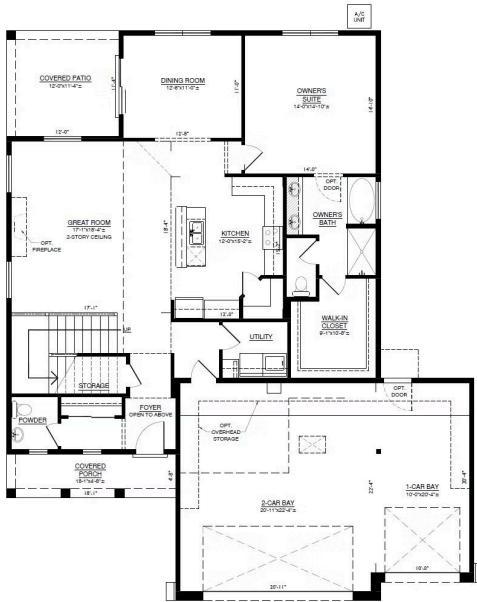 A/C
UNIT
COVERED PATIO
12'-0"x11'-4"±
11'-4"
12'-0"
DINING ROOM
12'-8"x11'-0"±
11'-0"
12'-8"
OWNER'S
SUITE
14'-0"x14'-10"±
14'-10"
14'-0"
OPT.
DOOR
OWNER'S
BATH
GREAT ROOM
17'-1"x18'-4"±
2-STORY CEILING
18'-4"
OPT.
FIREPLACE
17'-1"
KITCHEN
12'-0"x15'-2"±
12'-0"
WALK-IN
CLOSET
9'-1"x10'-8"±
UP
UTILITY
STORAGE
OPT.
DOOR
POWDER
FOYER
OPEN TO ABOVE
OPT.
OVERHEAD
STORAGE
COVERED
PORCH
18'-1"x4'-8"±
4'-8"
18'-1"
2-CAR BAY
20'-11"x22'-4"±
22'-4"
20'-11"
1-CAR BAY
10'-0"x20'-4"±
20'-4"
10'-0"